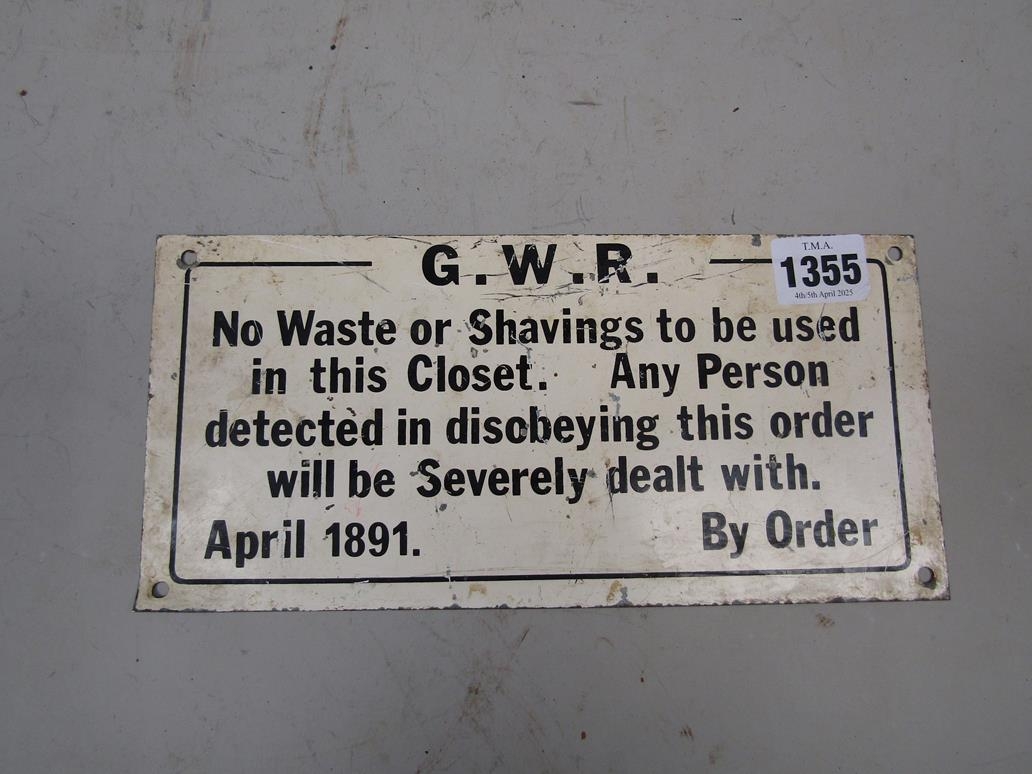 G.W.R.
T.M.A.
1355
4th/5th April 2025
No Waste or Shavings to be used
in this Closet. Any Person
detected in disobeying this order
will be Severely dealt with.
April 1891. By Order